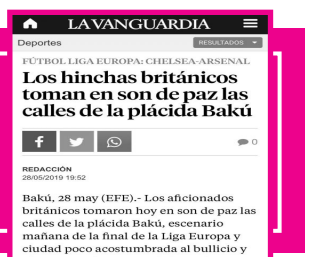 LAVANGUARDIA
Deportes
RESULTADOS
FÚTBOL LIGA EUROPA: CHELSEA-ARSENAL
Los hinchas británicos
toman en son de paz las
calles de la plácida Bakú
0
REDACCIÓN
28/05/2019 19:52
Bakú, 28 may (EFE).- Los aficionados
británicos tomaron hoy en son de paz las
calles de la plácida Bakú, escenario
mañana de la final de la Liga Europa y
ciudad poco acostumbrada al bullicio y